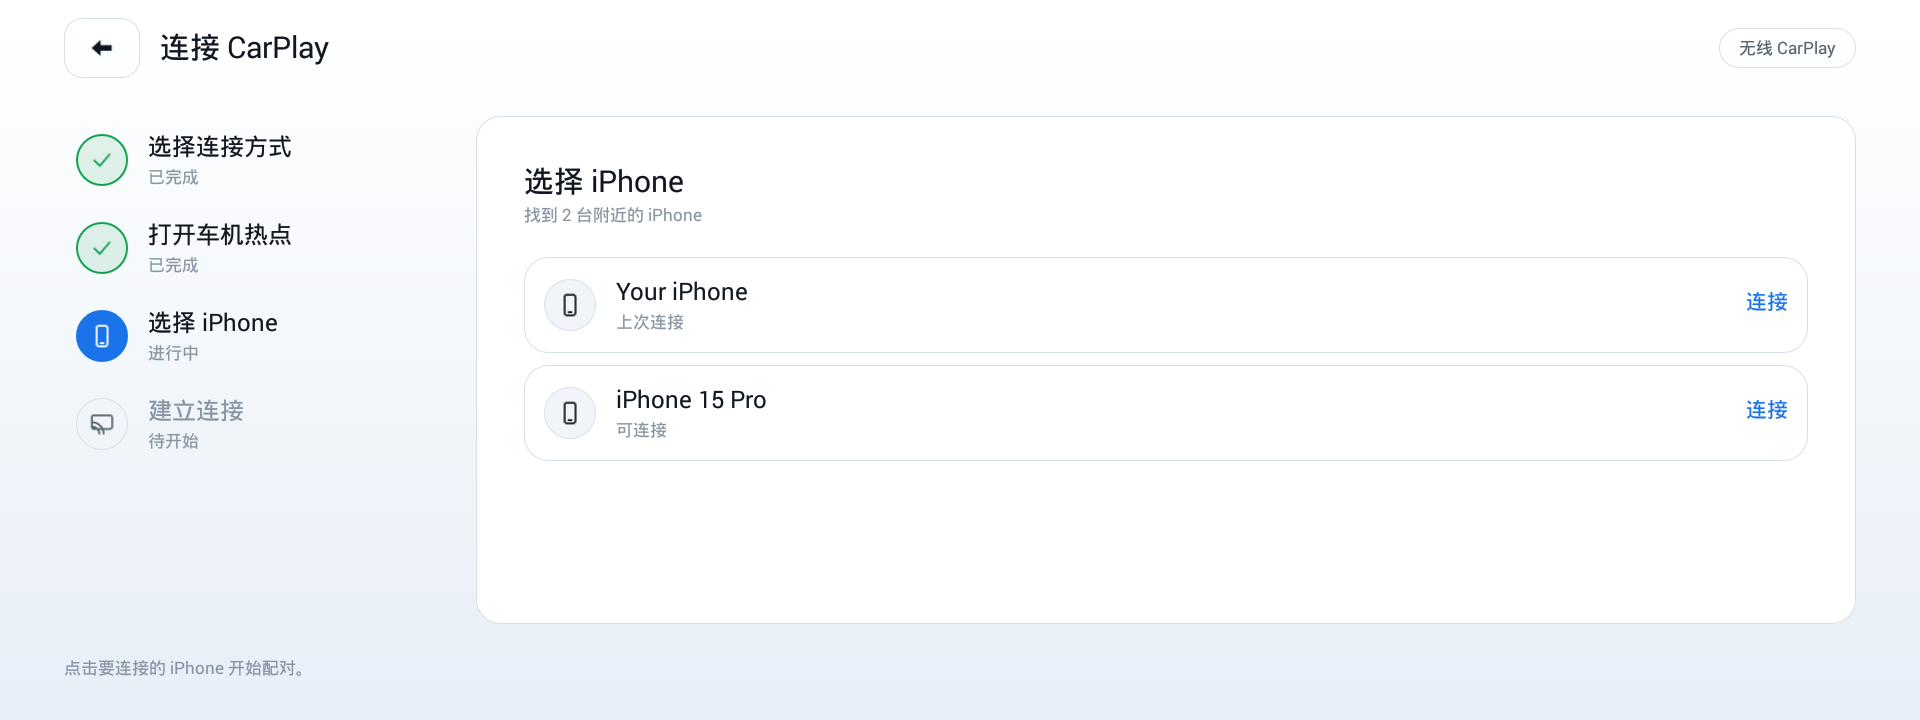 连接 CarPlay
无线 CarPlay
选择连接方式
已完成
打开车机热点
已完成
选择 iPhone
进行中
建立连接
待开始
选择 iPhone
找到 2 台附近的 iPhone
Your iPhone
上次连接
连接
iPhone 15 Pro
可连接
连接
点击要连接的 iPhone 开始配对。